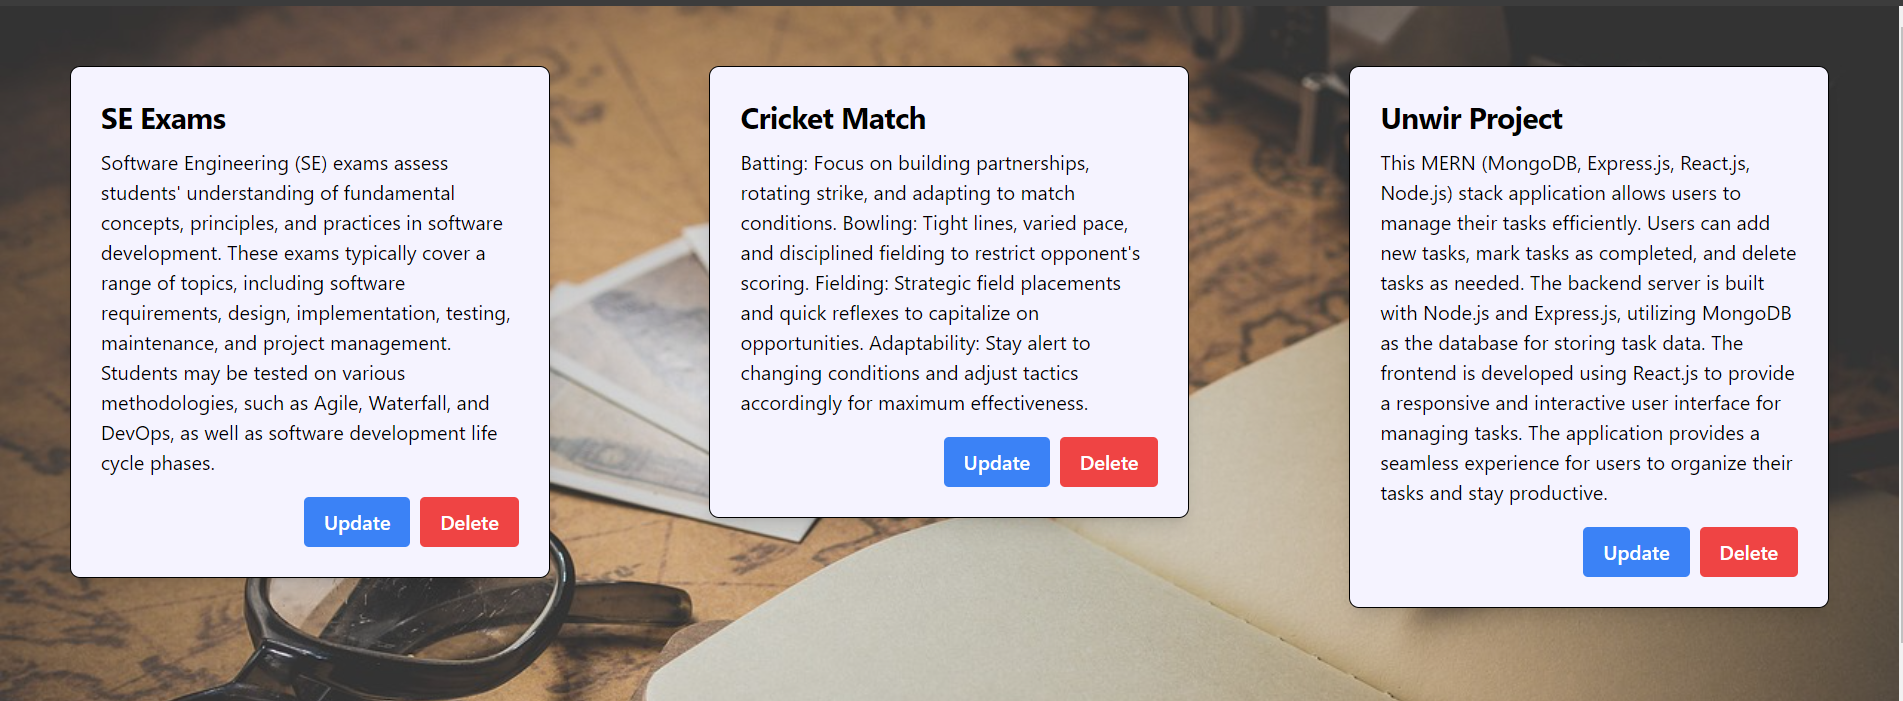 SE Exams
Software Engineering (SE) exams assess
students' understanding of fundamental
concepts, principles, and practices in software
development. These exams typically cover a
range of topics, including software
requirements, design, implementation, testing,
maintenance, and project management.
Students may be tested on various
methodologies, such as Agile, Waterfall, and
DevOps, as well as software development life
cycle phases.
Update
Delete
Cricket Match
Batting: Focus on building partnerships,
rotating strike, and adapting to match
conditions. Bowling: Tight lines, varied pace,
and disciplined fielding to restrict opponent's
scoring. Fielding: Strategic field placements
and quick reflexes to capitalize on
opportunities. Adaptability: Stay alert to
changing conditions and adjust tactics
accordingly for maximum effectiveness.
Update
Delete
Unwir Project
This MERN (MongoDB, Express.js, React.js,
Node.js) stack application allows users to
manage their tasks efficiently. Users can add
new tasks, mark tasks as completed, and delete
tasks as needed. The backend server is built
with Node.js and Express.js, utilizing MongoDB
as the database for storing task data. The
frontend is developed using React.js to provide
a responsive and interactive user interface for
managing tasks. The application provides a
seamless experience for users to organize their
tasks and stay productive.
Update
Delete